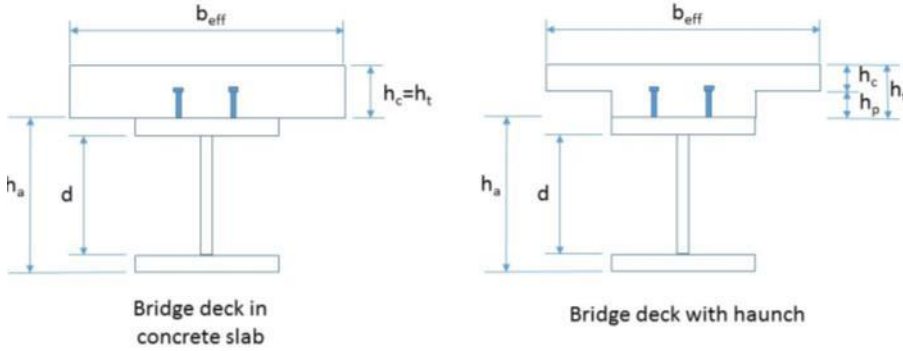 b_eff
h_c=h_t
h_a
d
Bridge deck in
concrete slab
b_eff
h_c
h_p
h_a
d
Bridge deck with haunch